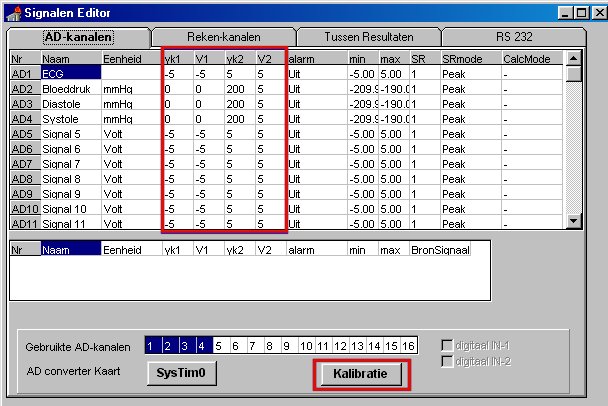 Signalen Editor
AD-kanalen Reken-kanalen Tussen Resultaten RS 232
Nr Naam Eenheid yk1 V1 yk2 V2 alarm min max SR SRmode CalcMode
AD1 ECG -5 -5 5 5 Uit -5.00 5.00 1 Peak -
AD2 Bloeddruk mmHq 0 0 200 5 Uit -209.9 -190.0 1 Peak -
AD3 Diastole mmHq 0 0 200 5 Uit -209.9 -190.0 1 Peak -
AD4 Systole mmHq 0 0 200 5 Uit -209.9 -190.0 1 Peak -
AD5 Signal 5 Volt -5 -5 5 5 Uit -5.00 5.00 1 Peak -
AD6 Signal 6 Volt -5 -5 5 5 Uit -5.00 5.00 1 Peak -
AD7 Signal 7 Volt -5 -5 5 5 Uit -5.00 5.00 1 Peak -
AD8 Signal 8 Volt -5 -5 5 5 Uit -5.00 5.00 1 Peak -
AD9 Signal 9 Volt -5 -5 5 5 Uit -5.00 5.00 1 Peak -
AD10 Signal 10 Volt -5 -5 5 5 Uit -5.00 5.00 1 Peak -
AD11 Signal 11 Volt -5 -5 5 5 Uit -5.00 5.00 1 Peak -
Nr Naam Eenheid yk1 V1 yk2 V2 alarm min max BronSignaal
Gebruikte AD-kanalen 1 2 3 4 5 6 7 8 9 10 11 12 13 14 15 16 digitaal IN-1
digitaal IN-2
AD converter Kaart SysTim0 Kalibratie